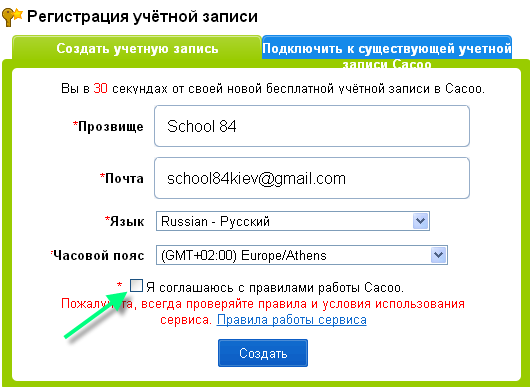 Регистрация учётной записи
Создать учетную запись
Подключить к существующей учетной
записи Cacoo
Вы в 30 секундах от своей новой бесплатной учётной записи в Cacoo.
*Прозвище
School 84
*Почта
school84kiev@gmail.com
*Язык
Russian - Русский
*Часовой пояс
(GMT+02:00) Europe/Athens
* Я соглашаюсь с правилами работы Cacoo.
Пожалуйста, всегда проверяйте правила и условия использования
сервиса. Правила работы сервиса
Создать